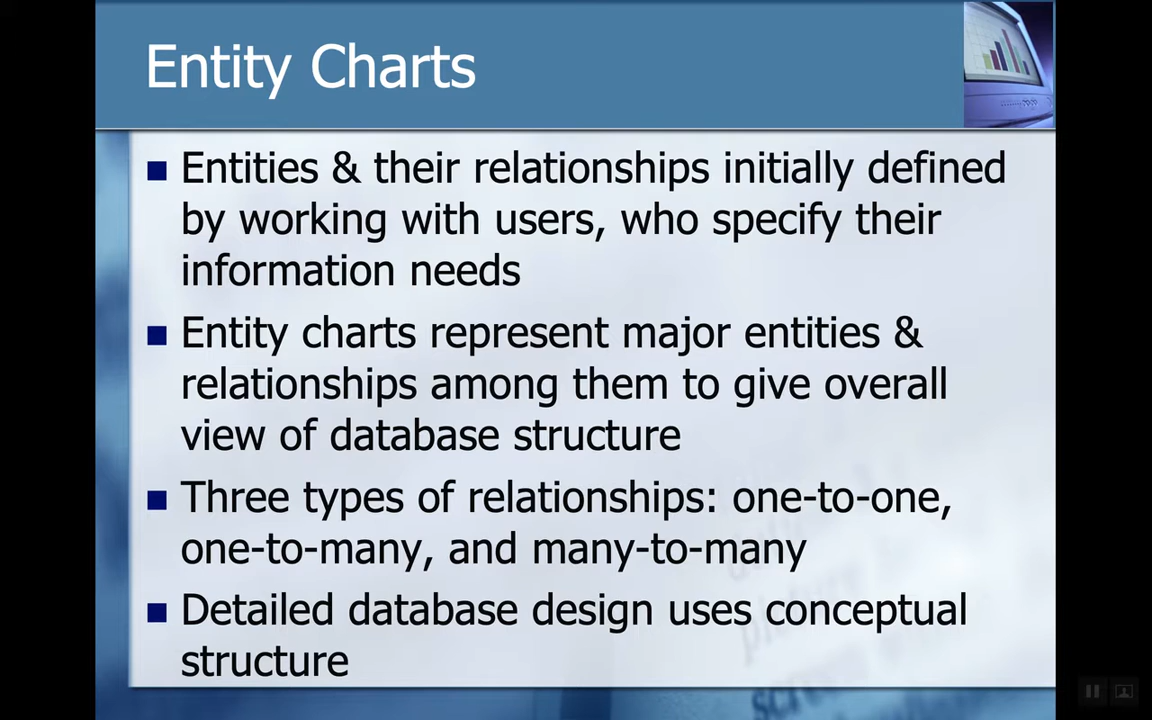 Entity Charts
Entities & their relationships initially defined
by working with users, who specify their
information needs
Entity charts represent major entities &
relationships among them to give overall
view of database structure
Three types of relationships: one-to-one,
one-to-many, and many-to-many
Detailed database design uses conceptual
structure